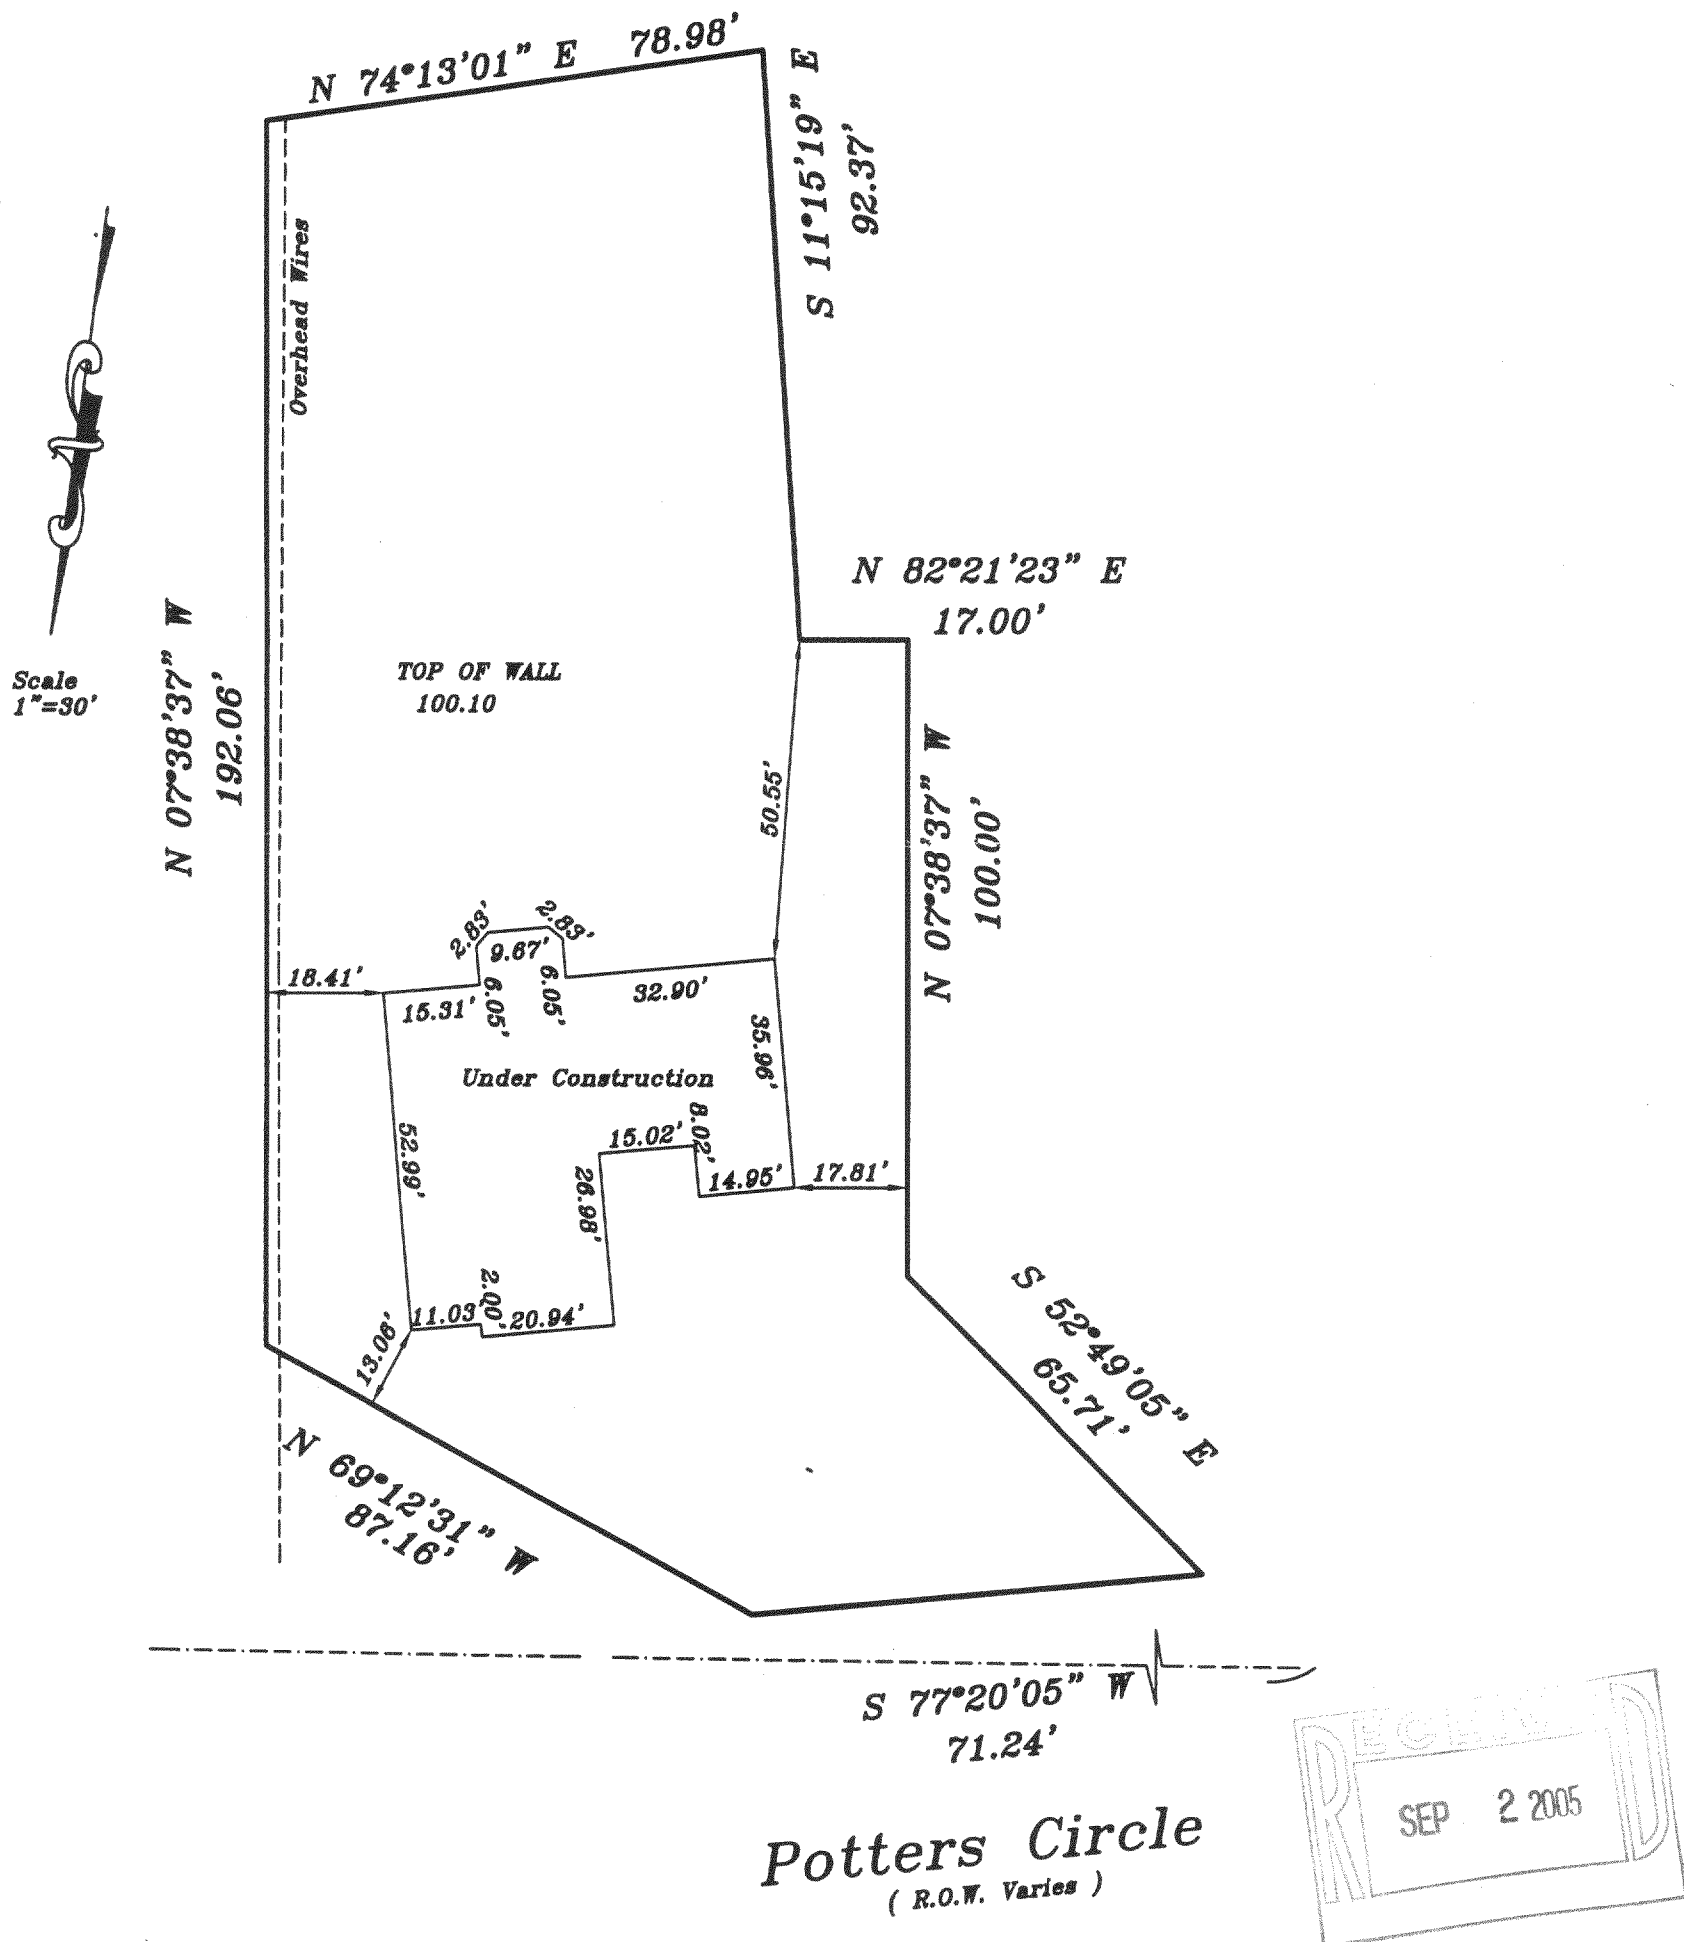 N 74°13'01" E 78.98'
S 11°15'19" E
92.37'
Overhead Wires
N 82°21'23" E
17.00'
Scale
1"=30'
N 07°38'37" W
192.06'
TOP OF WALL
100.10
50.55'
N 07°38'37" W
100.00'
2.83'
2.83'
9.67'
18.41'
15.31'
6.05'
6.05'
32.90'
35.96'
Under Construction
52.99'
15.02'
8.02'
14.95'
17.81'
26.98'
2.00'
11.03'
20.94'
13.06'
S 52°49'05" E
65.71'
N 69°12'31" W
87.16'
S 77°20'05" W
71.24'
Potters Circle
( R.O.W. Varies )
RECEIVED
SEP 2 2005